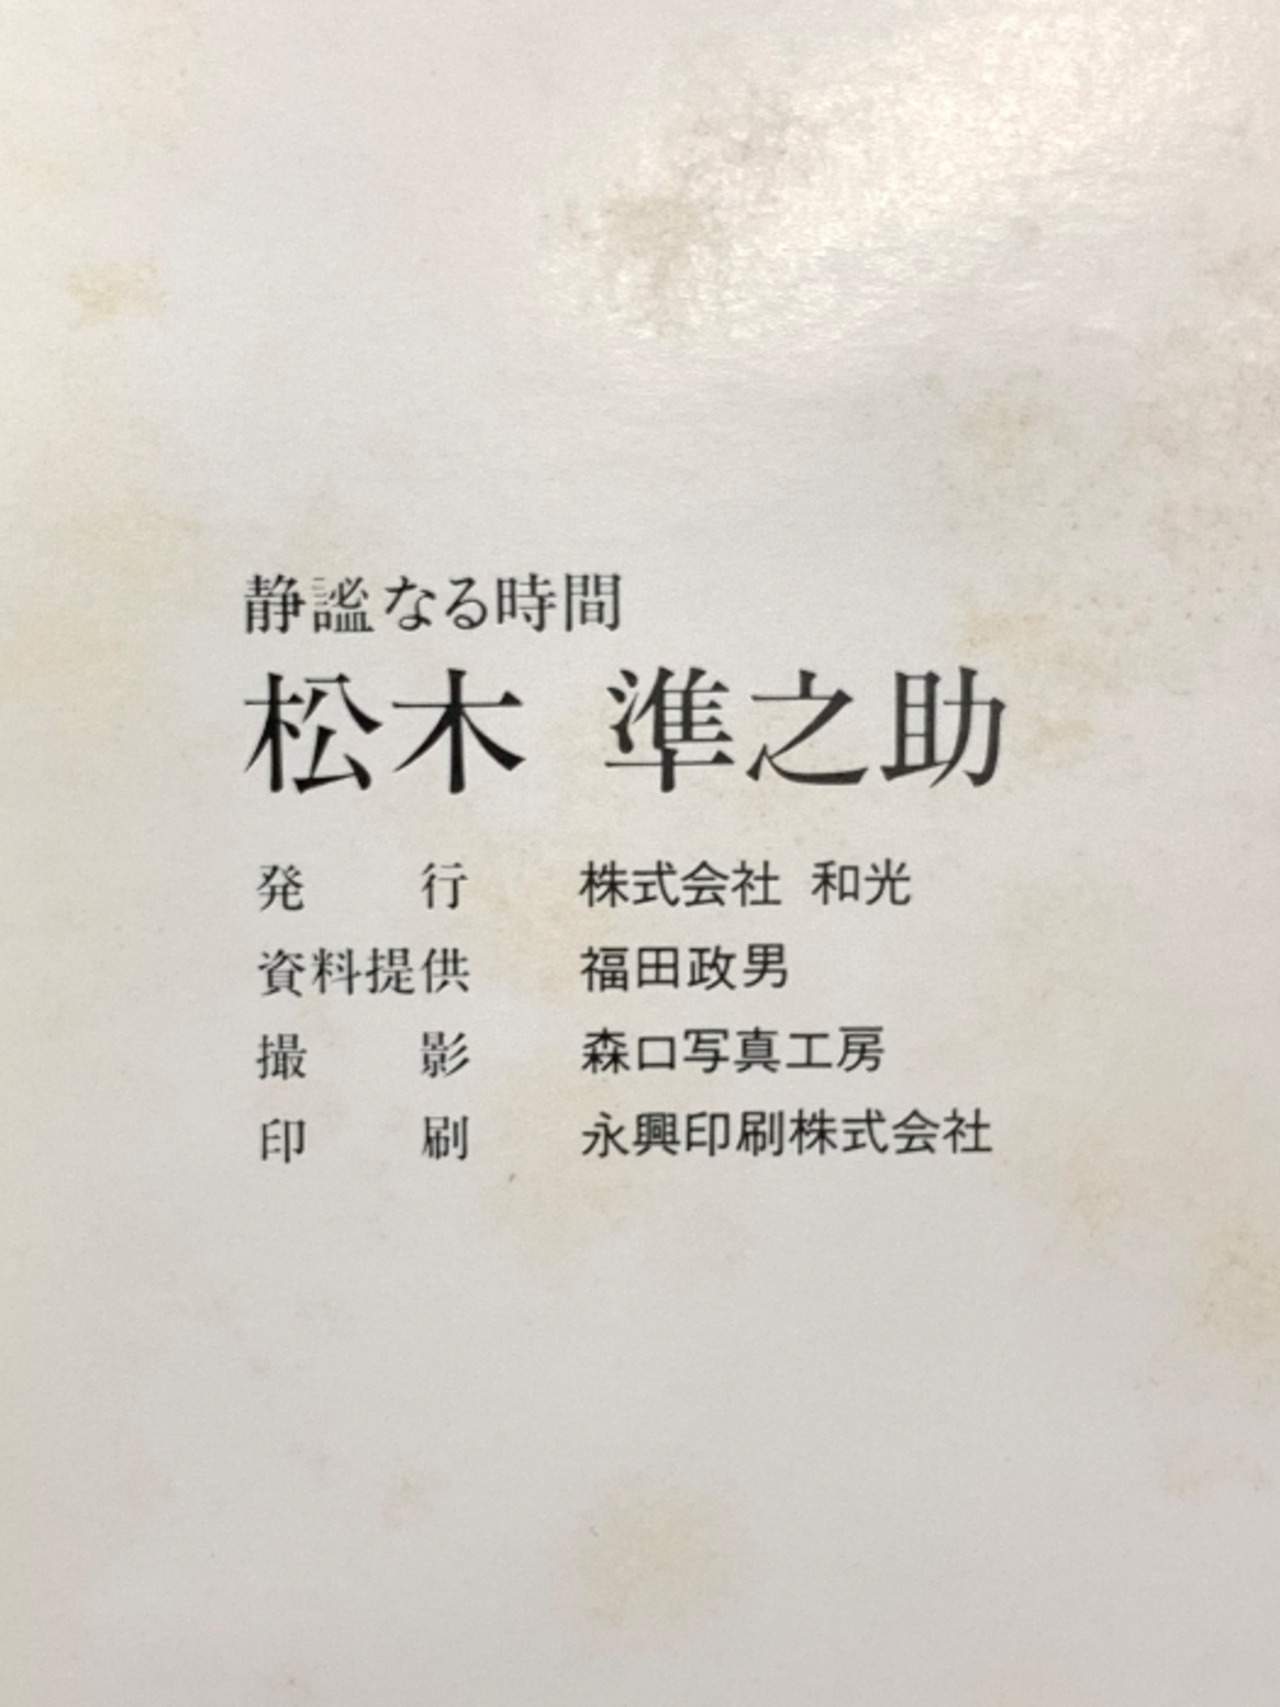 静謐なる時間
松木 準之助
発行 株式会社 和光
資料提供 福田政男
撮影 森口写真工房
印刷 永興印刷株式会社